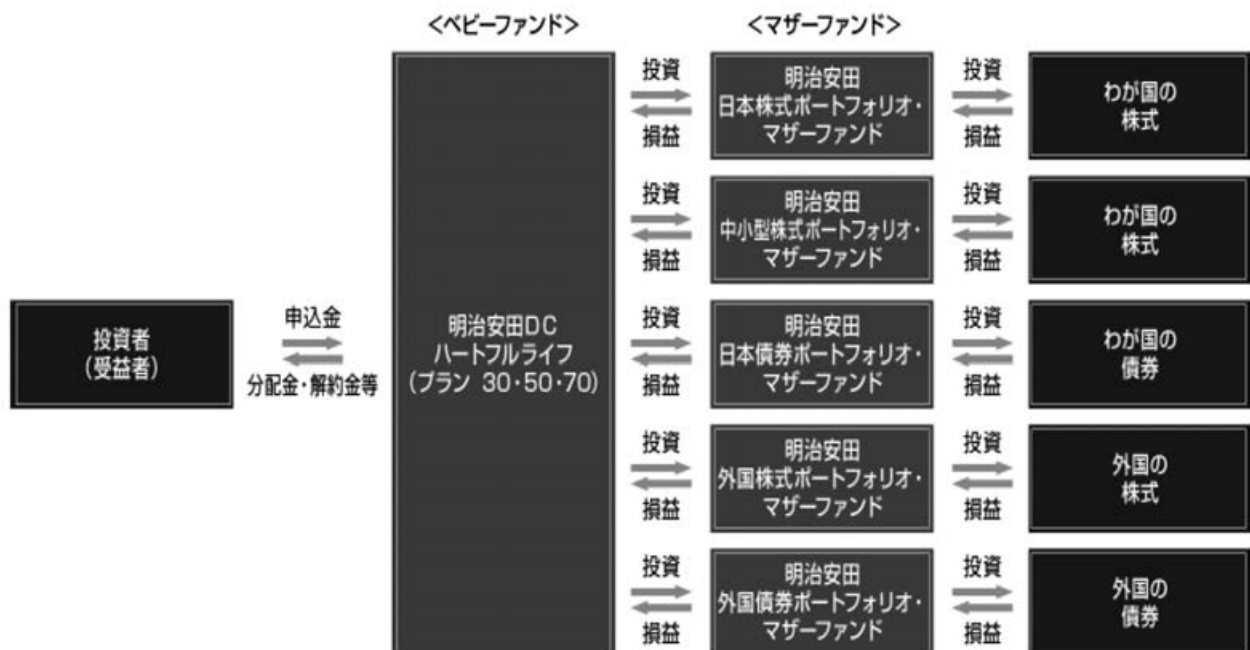 <ベビーファンド>
<マザーファンド>
投資者
(受益者)
申込金
分配金・解約金等
明治安田DC
ハートフルライフ
(プラン 30・50・70)
投資
損益
明治安田
日本株式ポートフォリオ・
マザーファンド
投資
損益
わが国の
株式
投資
損益
明治安田
中小型株式ポートフォリオ・
マザーファンド
投資
損益
わが国の
株式
投資
損益
明治安田
日本債券ポートフォリオ・
マザーファンド
投資
損益
わが国の
債券
投資
損益
明治安田
外国株式ポートフォリオ・
マザーファンド
投資
損益
外国の
株式
投資
損益
明治安田
外国債券ポートフォリオ・
マザーファンド
投資
損益
外国の
債券